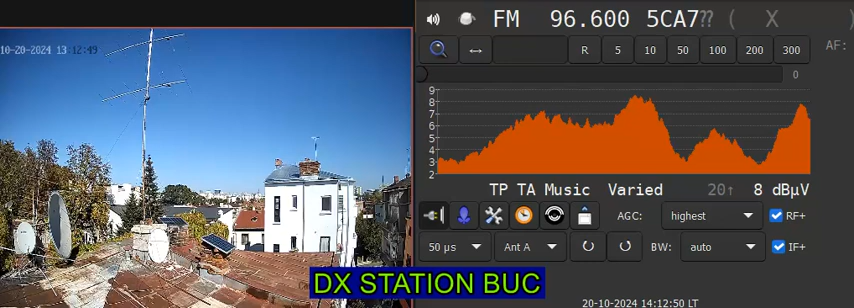 10-20-2024 13 12:49
FM 96.600 5CA7?? ( X )
AF:
R 5 10 50 100 200 300
0
9
8
7
6
5
4
3
2
TP TA Music Varied 20↑ 8 dBμV
AGC: highest RF+
50 μs Ant A BW: auto IF+
DX STATION BUC
20-10-2024 14:12:50 LT